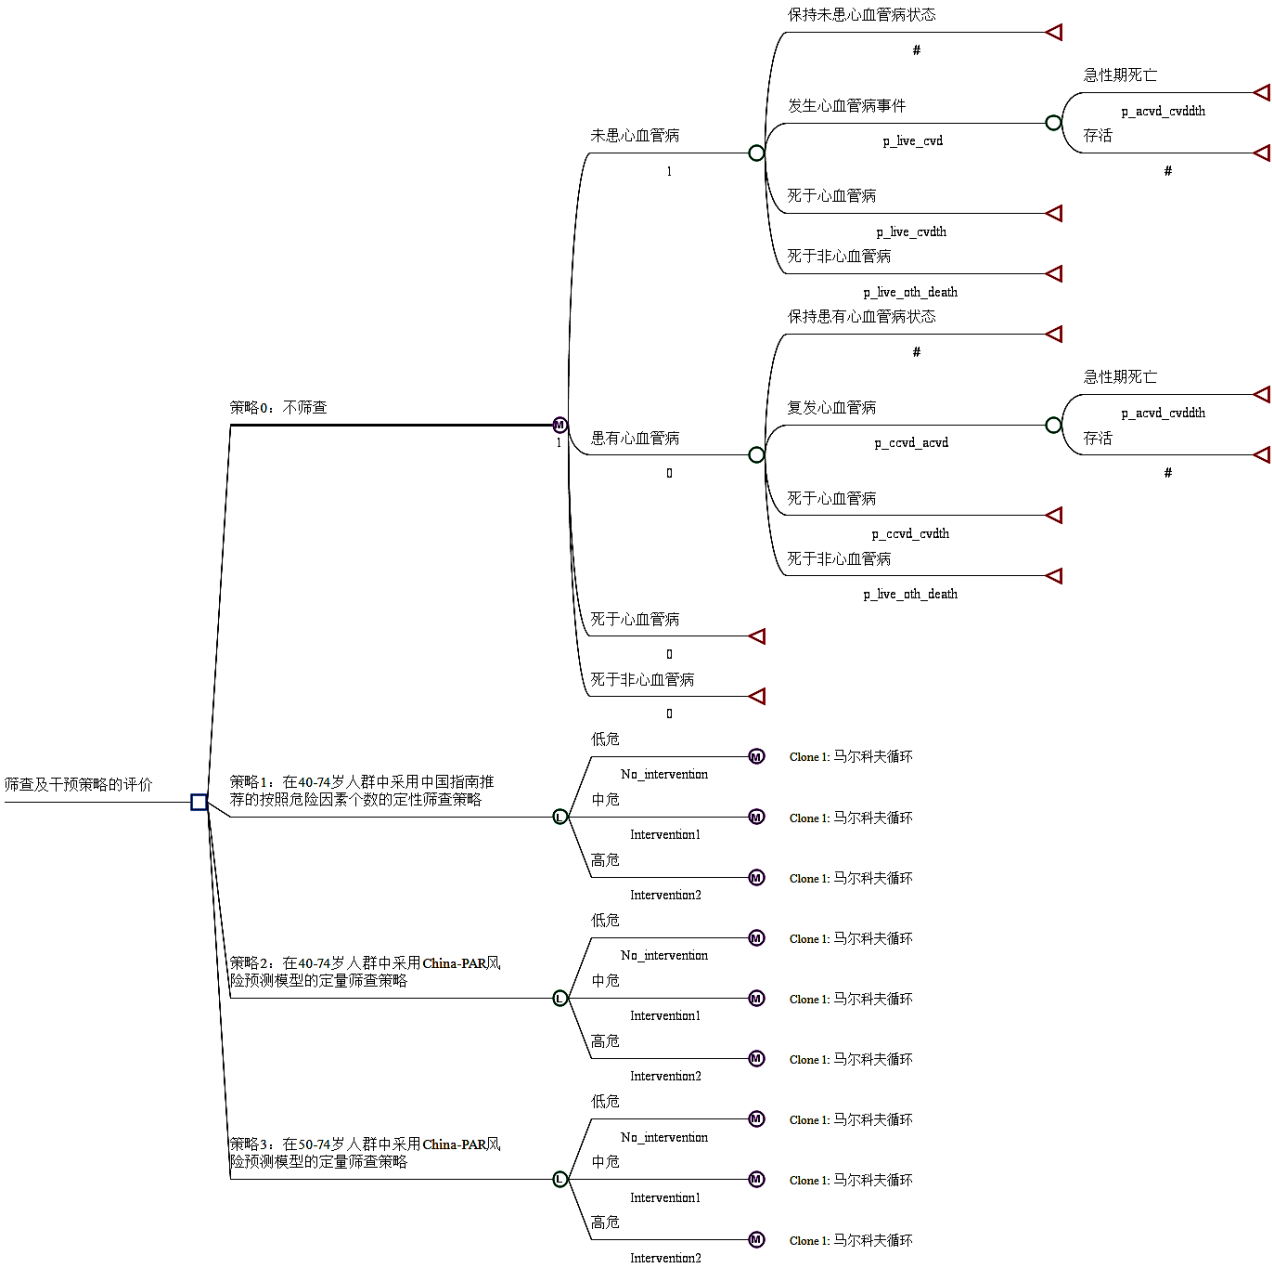 保持未患心血管病状态
#
急性期死亡
p_acvd_cvddth
发生心血管病事件
p_live_cvd
存活
#
未患心血管病
1
死于心血管病
p_live_cvdth
死于非心血管病
p_live_oth_death
保持患有心血管病状态
#
急性期死亡
p_acvd_cvddth
策略0：不筛查
M
1
复发心血管病
p_ccvd_acvd
存活
#
患有心血管病
0
死于心血管病
p_ccvd_cvdth
死于非心血管病
p_live_oth_death
死于心血管病
0
死于非心血管病
0
筛查及干预策略的评价
策略1：在40-74岁人群中采用中国指南推
荐的按照危险因素个数的定性筛查策略
L
低危
No_intervention
M
Clone 1: 马尔科夫循环
中危
Intervention1
M
Clone 1: 马尔科夫循环
高危
Intervention2
M
Clone 1: 马尔科夫循环
策略2：在40-74岁人群中采用China-PAR风
险预测模型的定量筛查策略
L
低危
No_intervention
M
Clone 1: 马尔科夫循环
中危
Intervention1
M
Clone 1: 马尔科夫循环
高危
Intervention2
M
Clone 1: 马尔科夫循环
策略3：在50-74岁人群中采用China-PAR风
险预测模型的定量筛查策略
L
低危
No_intervention
M
Clone 1: 马尔科夫循环
中危
Intervention1
M
Clone 1: 马尔科夫循环
高危
Intervention2
M
Clone 1: 马尔科夫循环